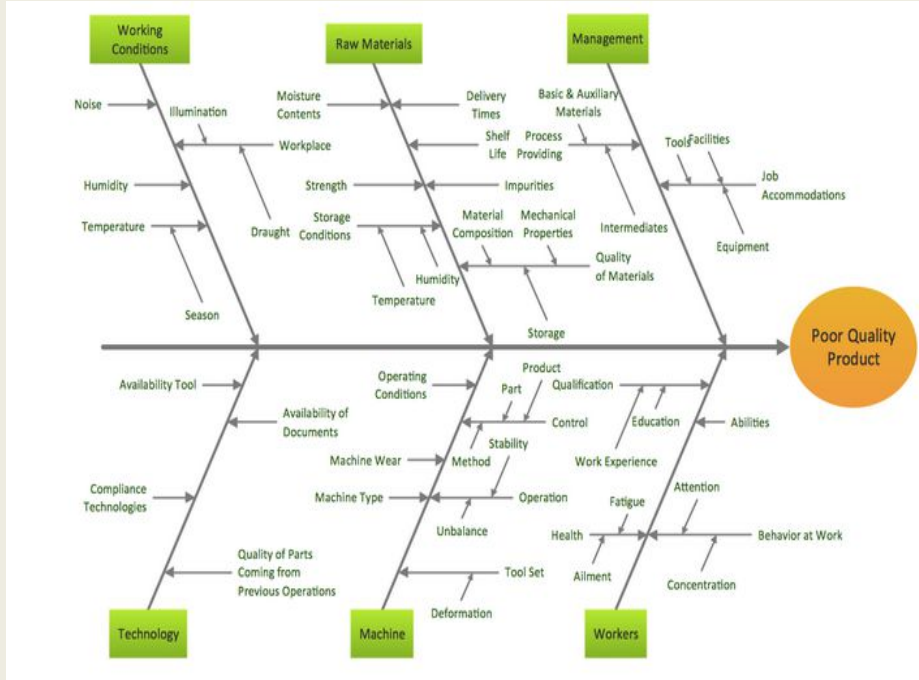 Working
Conditions
Raw Materials
Management
Noise
Illumination
Workplace
Humidity
Temperature
Draught
Season
Moisture
Contents
Delivery
Times
Shelf
Life
Strength
Impurities
Storage
Conditions
Temperature
Humidity
Material
Composition
Mechanical
Properties
Quality
of Materials
Storage
Basic & Auxiliary
Materials
Process
Providing
Intermediates
Tools
Facilities
Job
Accommodations
Equipment
Poor Quality
Product
Availability Tool
Availability of
Documents
Compliance
Technologies
Quality of Parts
Coming from
Previous Operations
Technology
Operating
Conditions
Part
Product
Control
Method
Machine Wear
Stability
Machine Type
Operation
Unbalance
Tool Set
Deformation
Machine
Qualification
Education
Work Experience
Abilities
Attention
Fatigue
Health
Behavior at Work
Ailment
Concentration
Workers